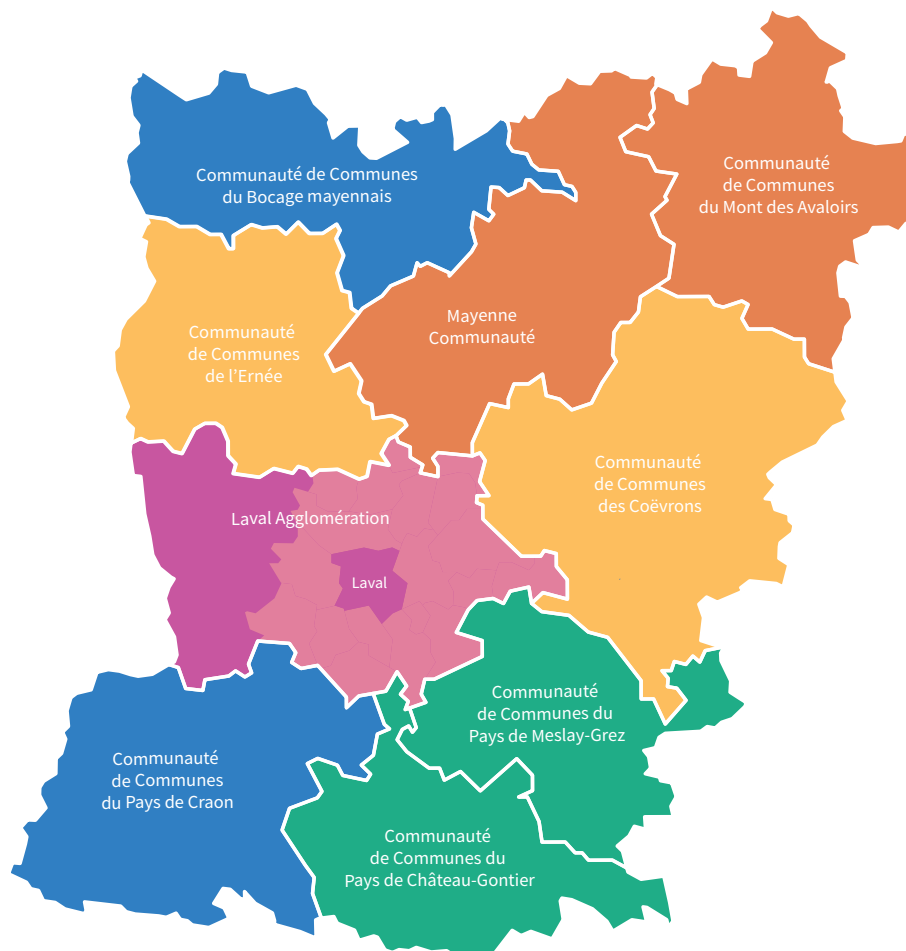 Communauté
de Communes
du Mont des Avaloirs
Communauté de Communes
du Bocage mayennais
Mayenne
Communauté
Communauté
de Communes
de l'Ernée
Communauté
de Communes
des Coëvrons
Laval Agglomération
Laval
Communauté
de Communes du
Pays de Meslay-Grez
Communauté
de Communes
du Pays de Craon
Communauté
de Communes du
Pays de Château-Gontier